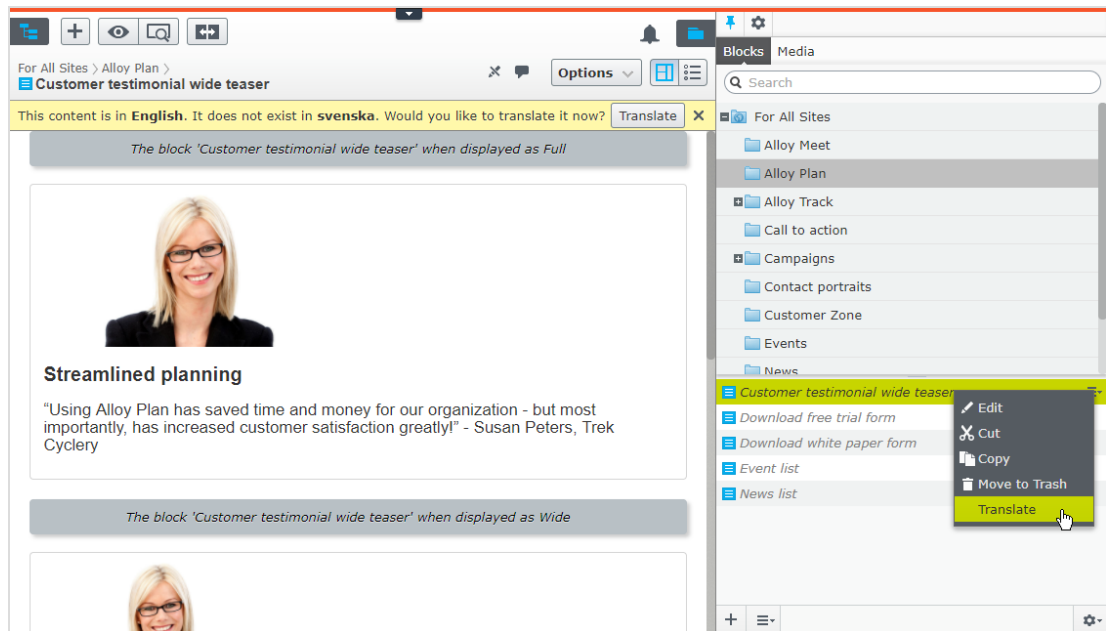 For All Sites > Alloy Plan >
Customer testimonial wide teaser
Options
This content is in English. It does not exist in svenska. Would you like to translate it now? Translate
The block 'Customer testimonial wide teaser' when displayed as Full
Streamlined planning
“Using Alloy Plan has saved time and money for our organization - but most
importantly, has increased customer satisfaction greatly!” - Susan Peters, Trek
Cyclery
The block 'Customer testimonial wide teaser' when displayed as Wide
Blocks Media
Search
For All Sites
Alloy Meet
Alloy Plan
Alloy Track
Call to action
Campaigns
Contact portraits
Customer Zone
Events
News
Customer testimonial wide teaser
Download free trial form
Download white paper form
Event list
News list
Edit
Cut
Copy
Move to Trash
Translate